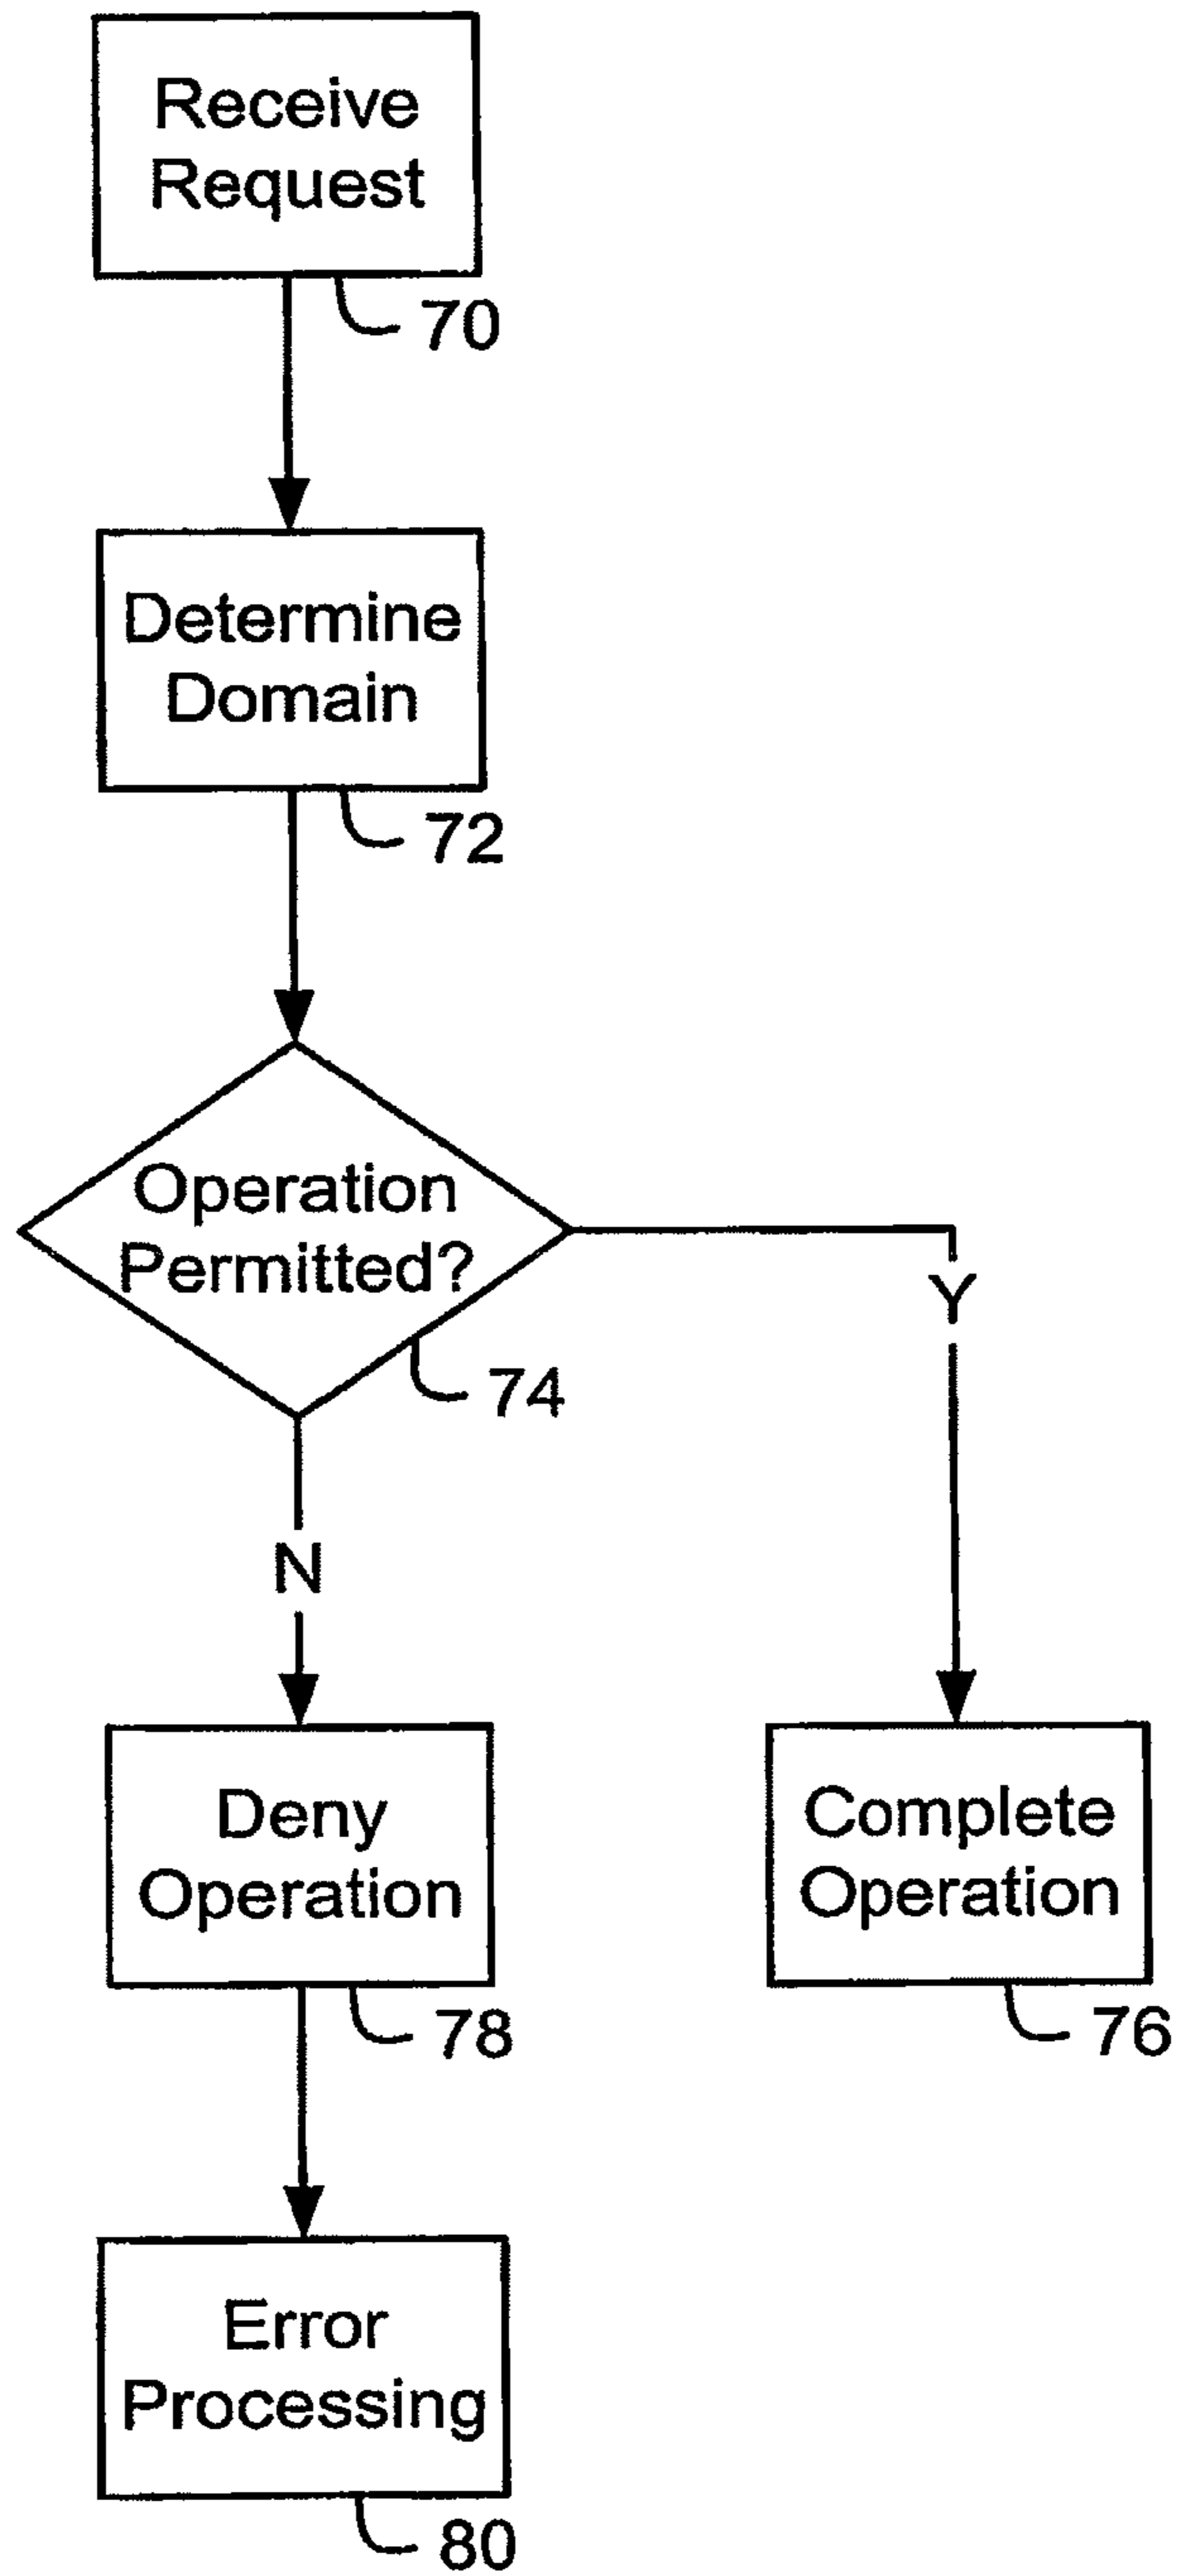 Receive
Request
70
Determine
Domain
72
Operation
Permitted?
74
Y
N
Deny
Operation
78
Complete
Operation
76
Error
Processing
80